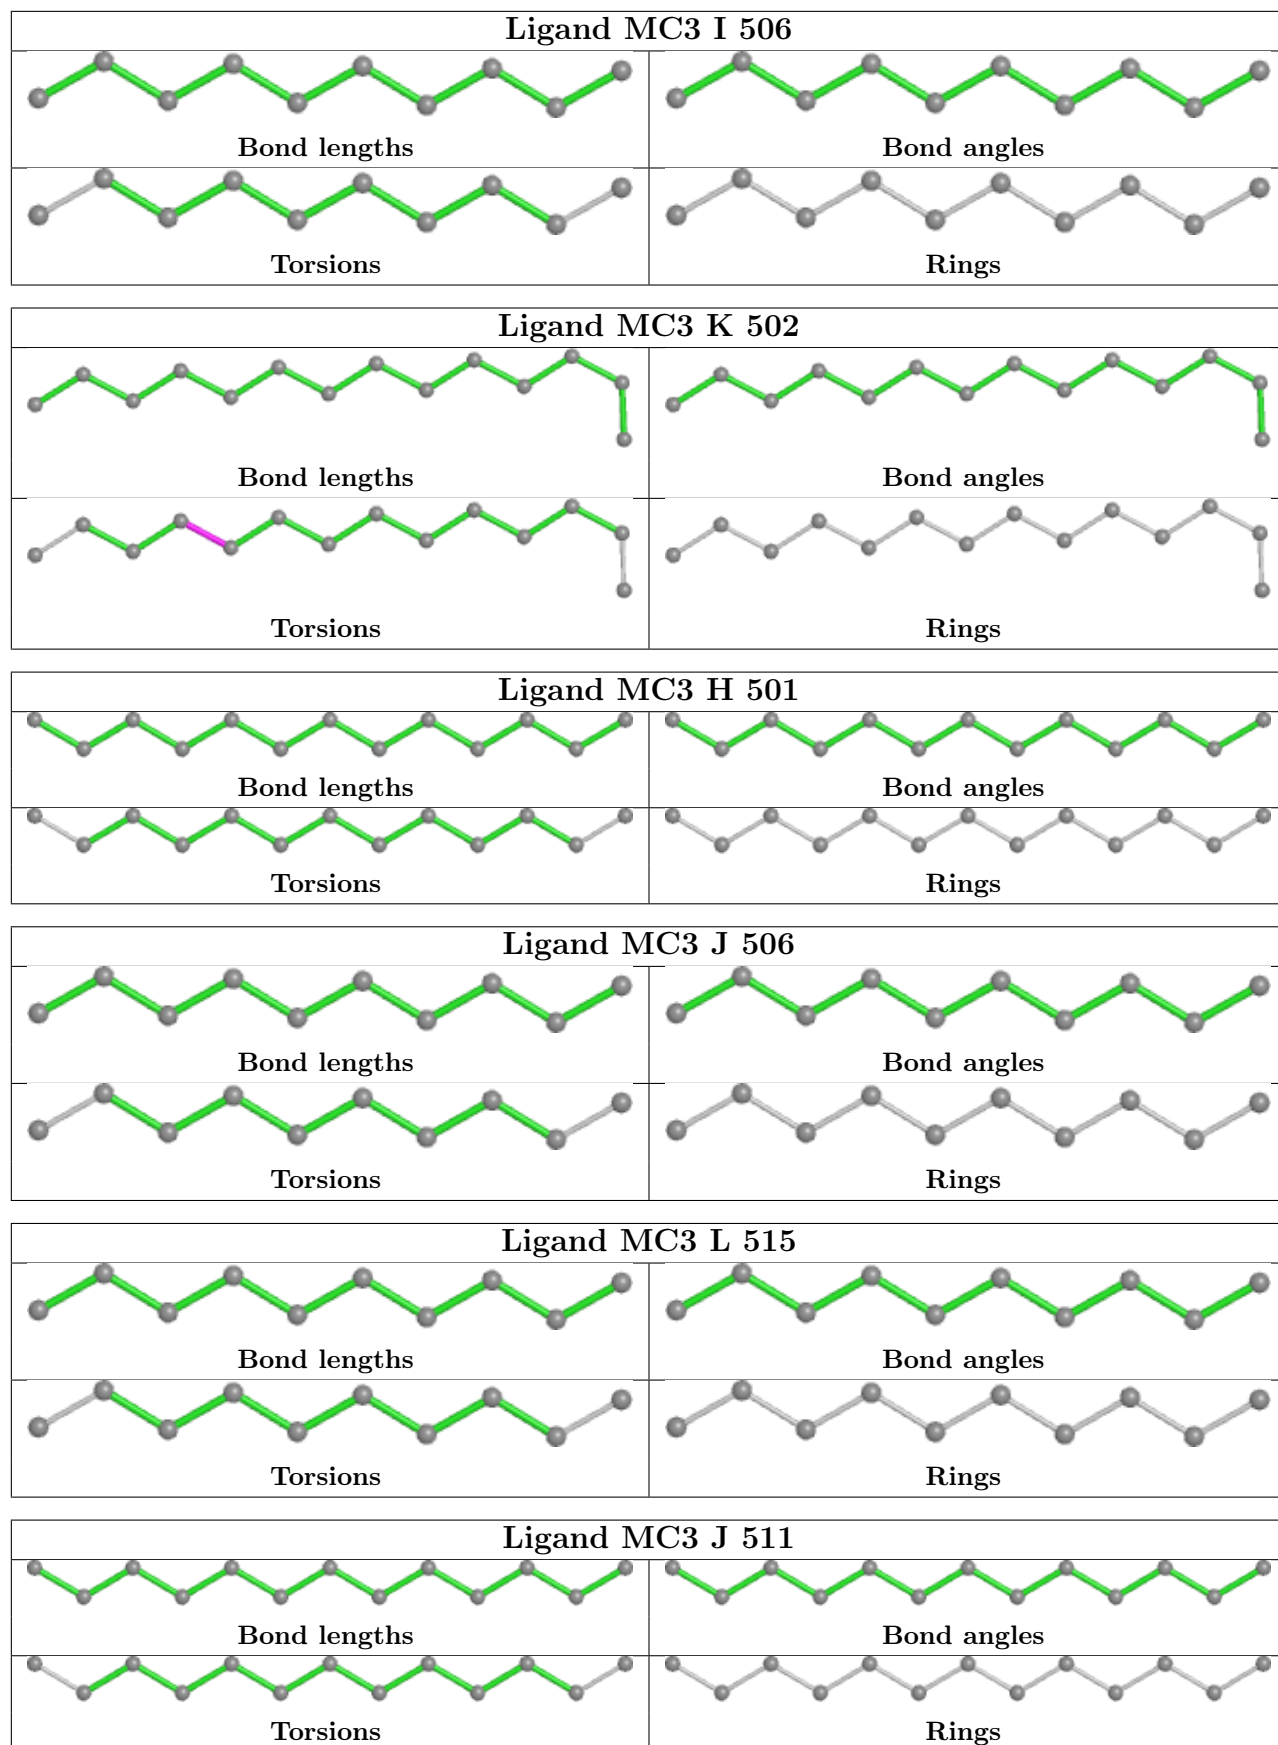 Ligand MC3 I 506
Bond lengths
Bond angles
Torsions
Rings
Ligand MC3 K 502
Bond lengths
Bond angles
Torsions
Rings
Ligand MC3 H 501
Bond lengths
Bond angles
Torsions
Rings
Ligand MC3 J 506
Bond lengths
Bond angles
Torsions
Rings
Ligand MC3 L 515
Bond lengths
Bond angles
Torsions
Rings
Ligand MC3 J 511
Bond lengths
Bond angles
Torsions
Rings